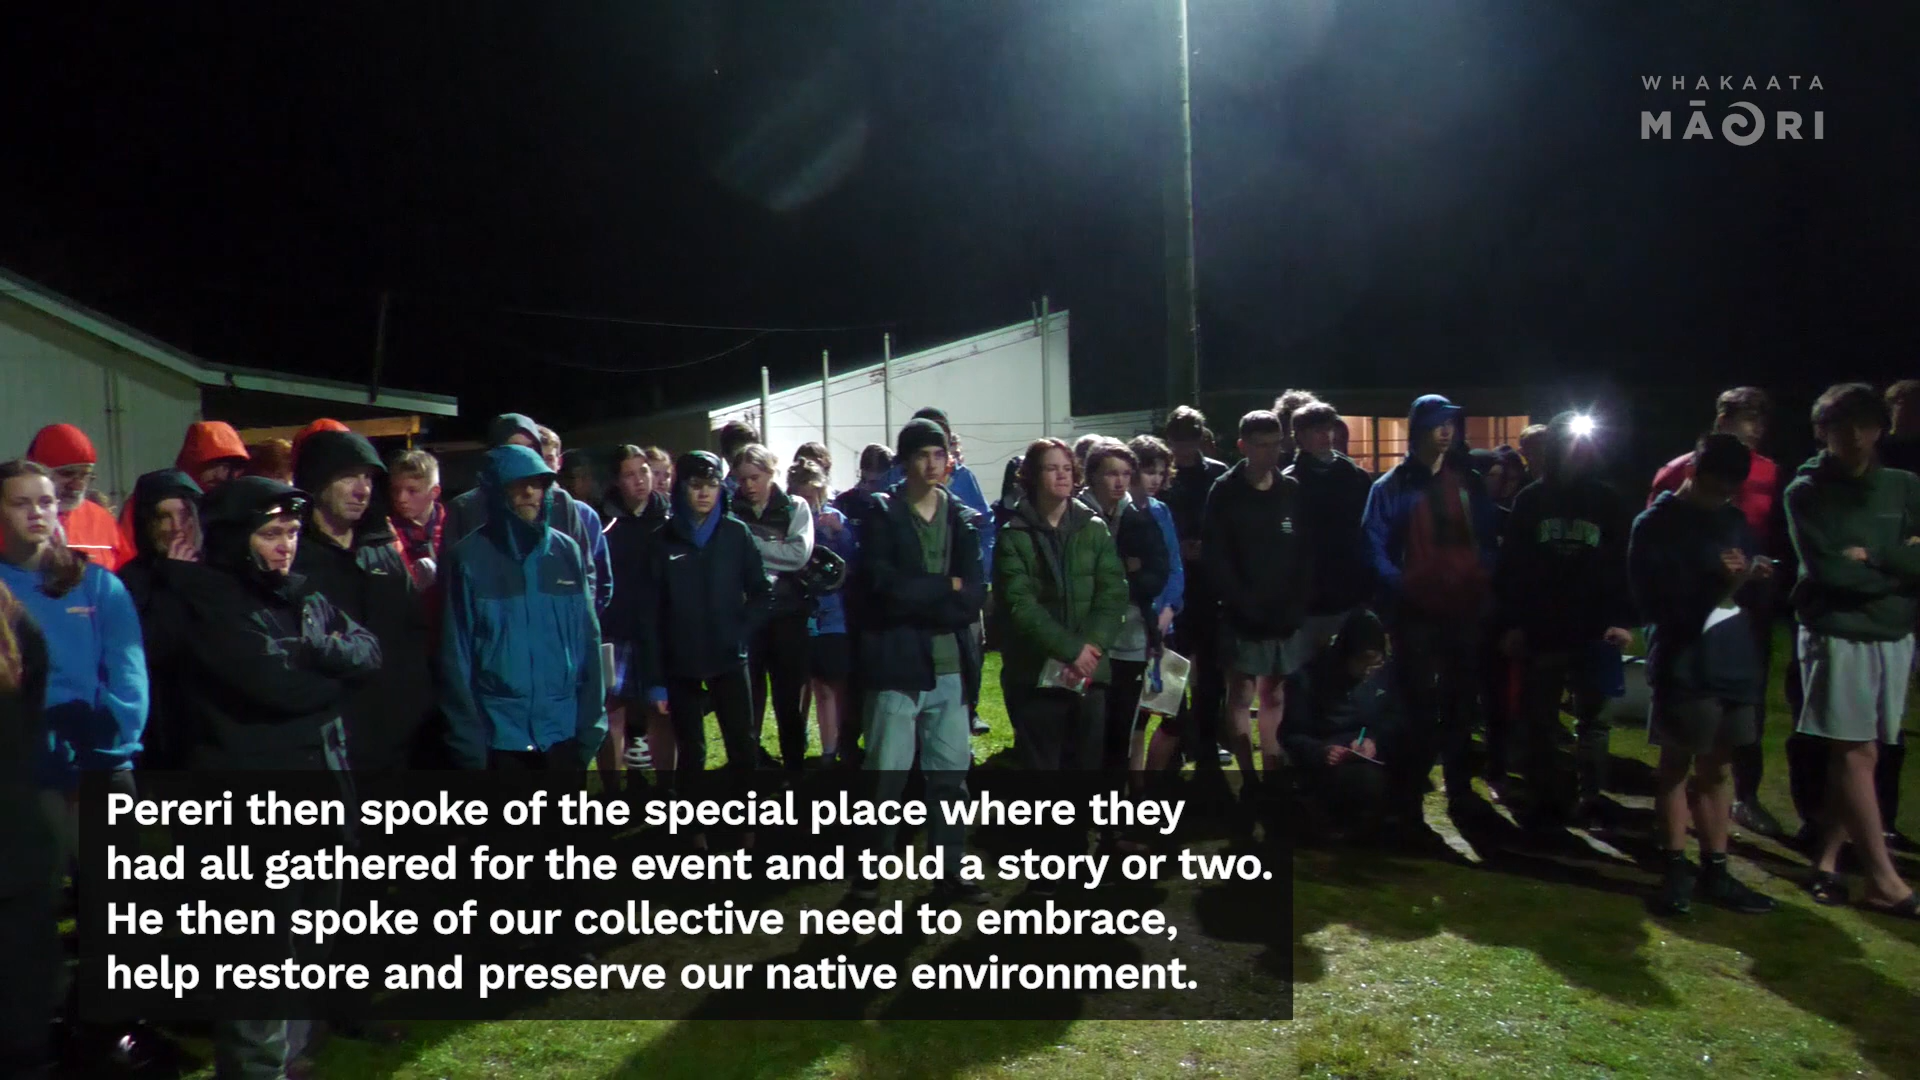 WHAKAATA
MĀORI
Pereri then spoke of the special place where they
had all gathered for the event and told a story or two.
He then spoke of our collective need to embrace,
help restore and preserve our native environment.